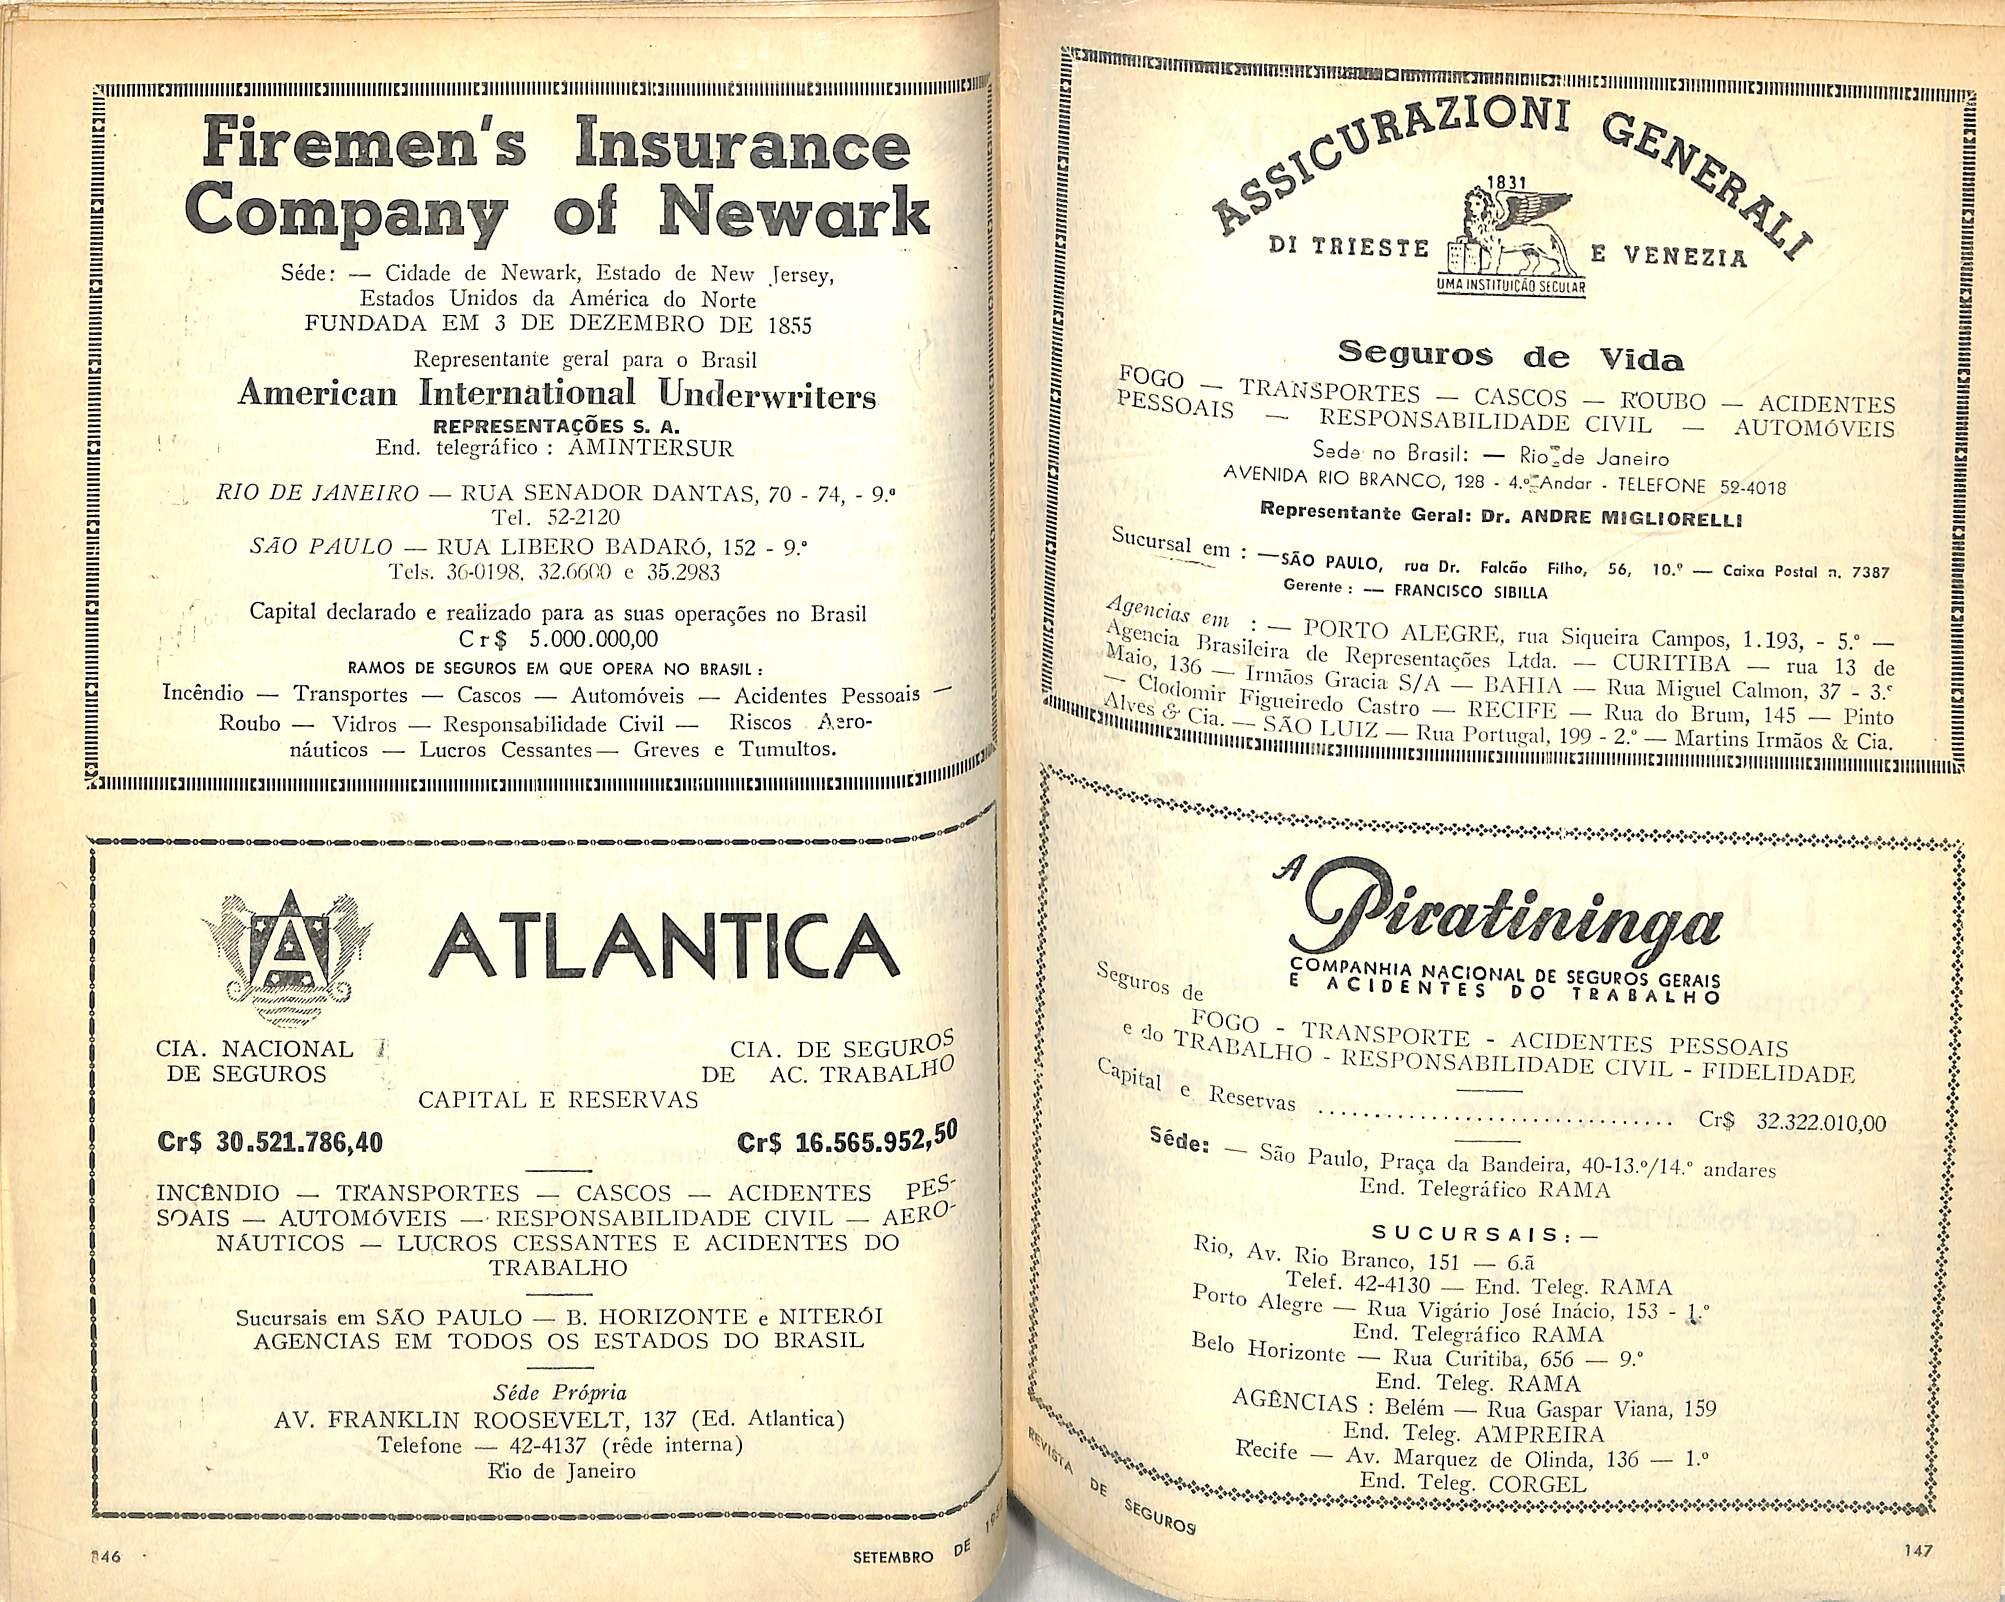 Firemen's Insurance
Company of Newark
Séde: — Cidade de Newark, Estado de New Jersey,
Estados Unidos da América do Norte
FUNDADA EM 3 DE DEZEMBRO DE 1855
Representante geral para o Brasil
American International Underwriters
REPRESENTAÇÕES S. A.
End. telegráfico : AMINTERSUR
RIO DE JANEIRO — RUA SENADOR DANTAS, 70 - 74, - 9.º
Tel. 52-2120
SÃO PAULO — RUA LIBERO BADARÓ, 152 - 9.º
Tels. 36-0198, 32.6600 e 35.2983
Capital declarado e realizado para as suas operações no Brasil
Cr$ 5.000.000,00
RAMOS DE SEGUROS EM QUE OPERA NO BRASIL :
Incêndio — Transportes — Cascos — Automóveis — Acidentes Pessoais —
Roubo — Vidros — Responsabilidade Civil — Riscos Aero-
náuticos — Lucros Cessantes — Greves e Tumultos.
A
ATLANTICA
CIA. NACIONAL
DE SEGUROS
CIA. DE SEGUROS
DE AC. TRABALHO
CAPITAL E RESERVAS
Cr$ 30.521.786,40
Cr$ 16.565.952,50
INCÊNDIO — TRANSPORTES — CASCOS — ACIDENTES PES-
SOAIS — AUTOMÓVEIS — RESPONSABILIDADE CIVIL — AERO-
NÁUTICOS — LUCROS CESSANTES E ACIDENTES DO
TRABALHO
Sucursais em SÃO PAULO — B. HORIZONTE e NITERÓI
AGENCIAS EM TODOS OS ESTADOS DO BRASIL
Séde Própria
AV. FRANKLIN ROOSEVELT, 137 (Ed. Atlantica)
Telefone — 42-4137 (rêde interna)
Rio de Janeiro
146
SETEMBRO DE
ASSICURAZIONI GENERALI
1831
DI TRIESTE E VENEZIA
UMA INSTITUIÇÃO SECULAR
Seguros de Vida
FOGO — TRANSPORTES — CASCOS — ROUBO — ACIDENTES
PESSOAIS — RESPONSABILIDADE CIVIL — AUTOMÓVEIS
Sede no Brasil: — Rio de Janeiro
AVENIDA RIO BRANCO, 128 - 4.º Andar - TELEFONE 52-4018
Representante Geral: Dr. ANDRE MIGLIORELLI
Sucursal em : — SÃO PAULO, rua Dr. Falcão Filho, 56, 10.º — Caixa Postal n. 7387
Gerente : — FRANCISCO SIBILLA
Agencias em : — PORTO ALEGRE, rua Siqueira Campos, 1.193, - 5.º —
Agencia Brasileira de Representações Ltda. — CURITIBA — rua 13 de
Maio, 136 — Irmãos Gracia S/A — BAHIA — Rua Miguel Calmon, 37 - 3.º
— Clodomir Figueiredo Castro — RECIFE — Rua do Brum, 145 — Pinto
Alves & Cia. — SÃO LUIZ — Rua Portugal, 199 - 2.º — Martins Irmãos & Cia.
A Piratininga
COMPANHIA NACIONAL DE SEGUROS GERAIS
E ACIDENTES DO TRABALHO
Seguros de
FOGO - TRANSPORTE - ACIDENTES PESSOAIS
e do TRABALHO - RESPONSABILIDADE CIVIL - FIDELIDADE
Capital e Reservas .................................. Cr$ 32.322.010,00
Séde: — São Paulo, Praça da Bandeira, 40-13.º/14.º andares
End. Telegráfico RAMA
SUCURSAIS: —
Rio, Av. Rio Branco, 151 — 6.ã
Telef. 42-4130 — End. Teleg. RAMA
Porto Alegre — Rua Vigário José Inácio, 153 - 1.º
End. Telegráfico RAMA
Belo Horizonte — Rua Curitiba, 656 — 9.º
End. Teleg. RAMA
AGÊNCIAS : Belém — Rua Gaspar Viana, 159
End. Teleg. AMPREIRA
Recife — Av. Marquez de Olinda, 136 — 1.º
End. Teleg. CORGEL
REVISTA DE SEGUROS
147